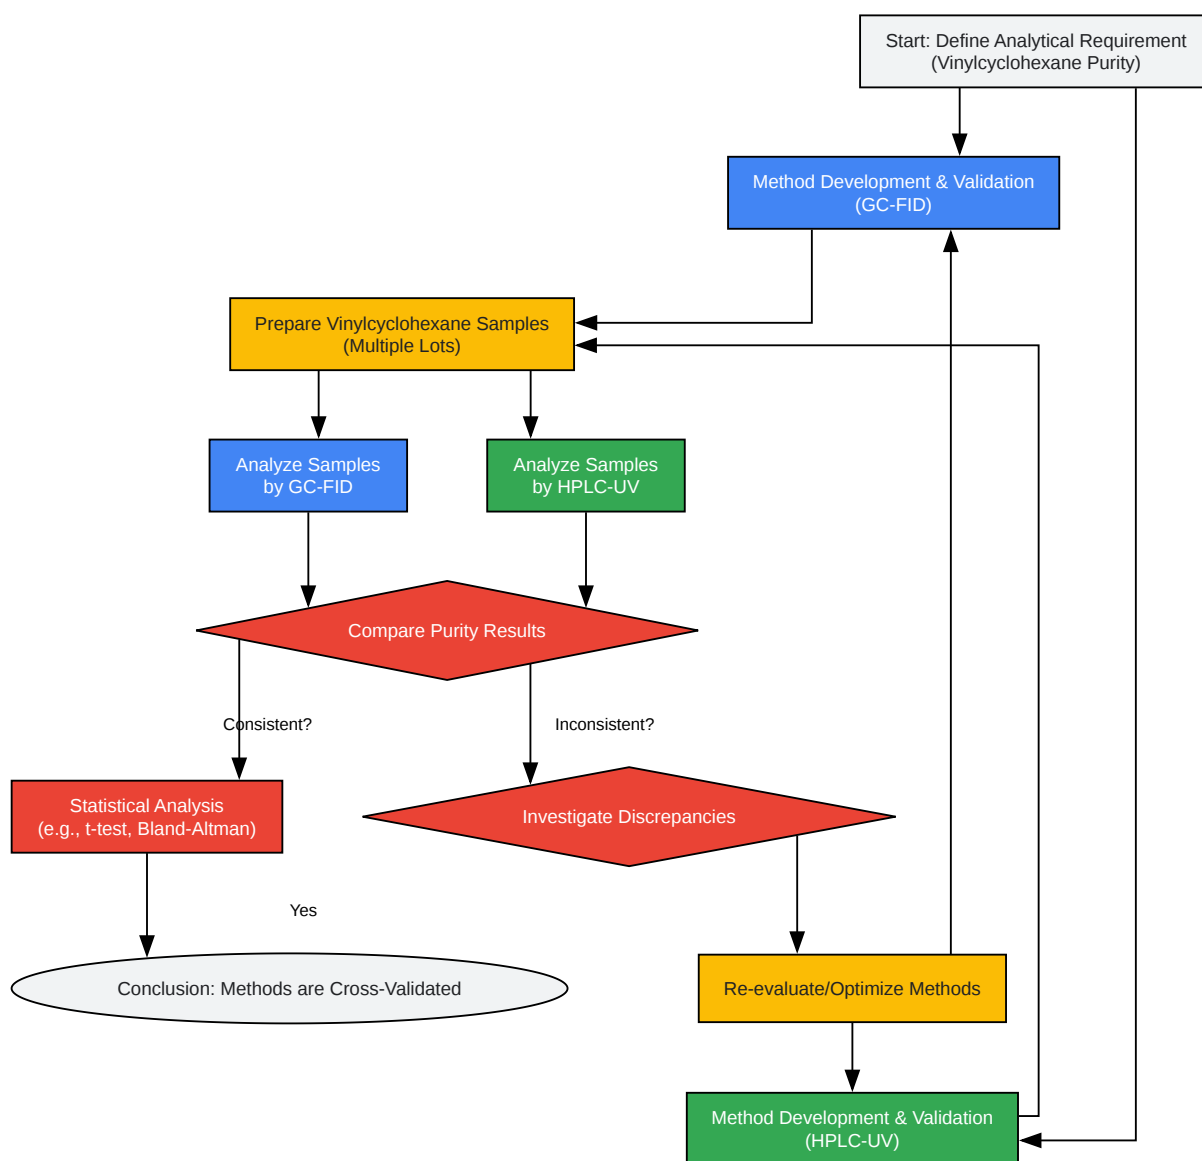 Start: Define Analytical Requirement
(Vinylcyclohexane Purity)
Method Development & Validation
(GC-FID)
Prepare Vinylcyclohexane Samples
(Multiple Lots)
Analyze Samples
by GC-FID
Analyze Samples
by HPLC-UV
Compare Purity Results
Consistent?
Inconsistent?
Statistical Analysis
(e.g., t-test, Bland-Altman)
Investigate Discrepancies
Yes
Conclusion: Methods are Cross-Validated
Re-evaluate/Optimize Methods
Method Development & Validation
(HPLC-UV)